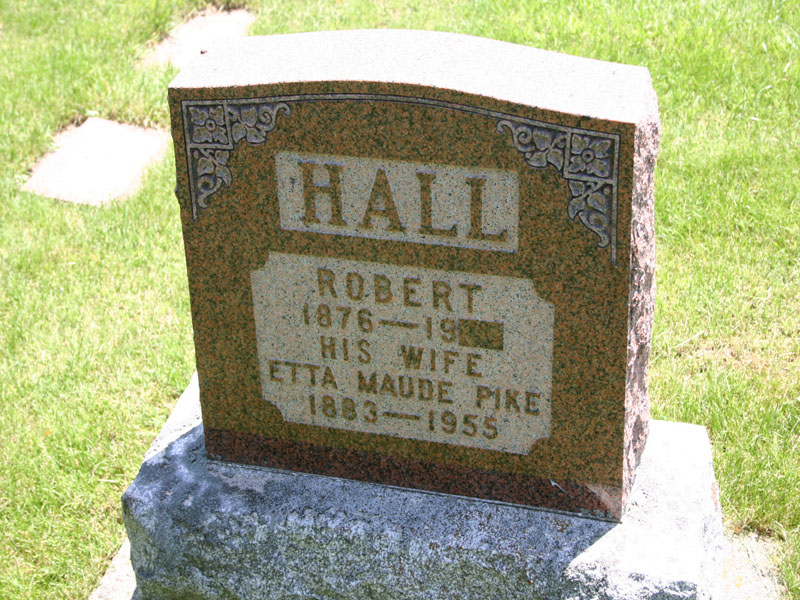 HALL
ROBERT
1876—19
HIS WIFE
ETTA MAUDE PIKE
1883—1955